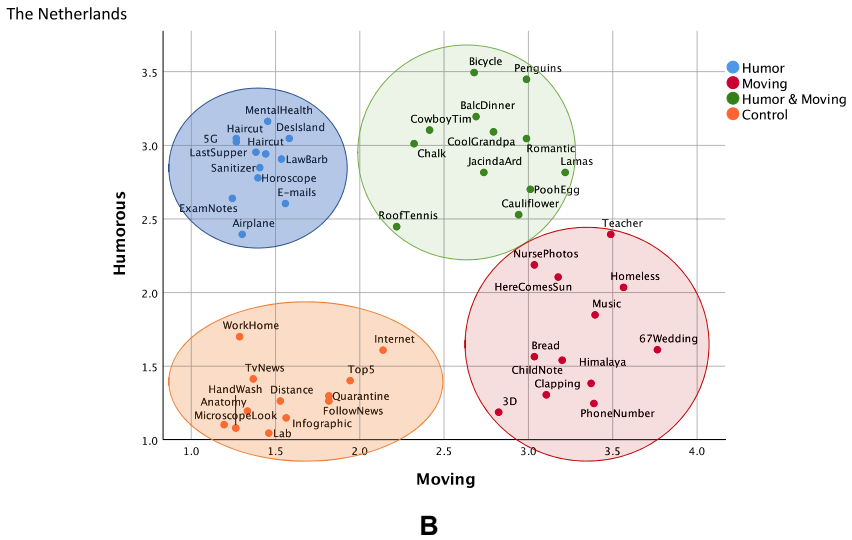 The Netherlands
Bicycle
3.5
Penguins
Humor
Moving
Humor & Moving
Control
MentalHealth
BalcDinner
Haircut
DesIsland
CowboyTim
5G
Haircut
CoolGrandpa
3.0
LastSupper
LawBarb
Chalk
Romantic
Sanitizer
JacindaArd
Lamas
Horoscope
PoohEgg
E-mails
Cauliflower
ExamNotes
2.5
RoofTennis
Airplane
Teacher
Humorous
NursePhotos
HereComesSun
Homeless
2.0
Music
WorkHome
Internet
67Wedding
Bread
1.5
TvNews
Top5
ChildNote
Himalaya
HandWash
Distance
Clapping
Anatomy
Quarantine
3D
MicroscopeLook
FollowNews
PhoneNumber
Infographic
Lab
1.0
1.0 1.5 2.0 2.5 3.0 3.5 4.0
Moving
B